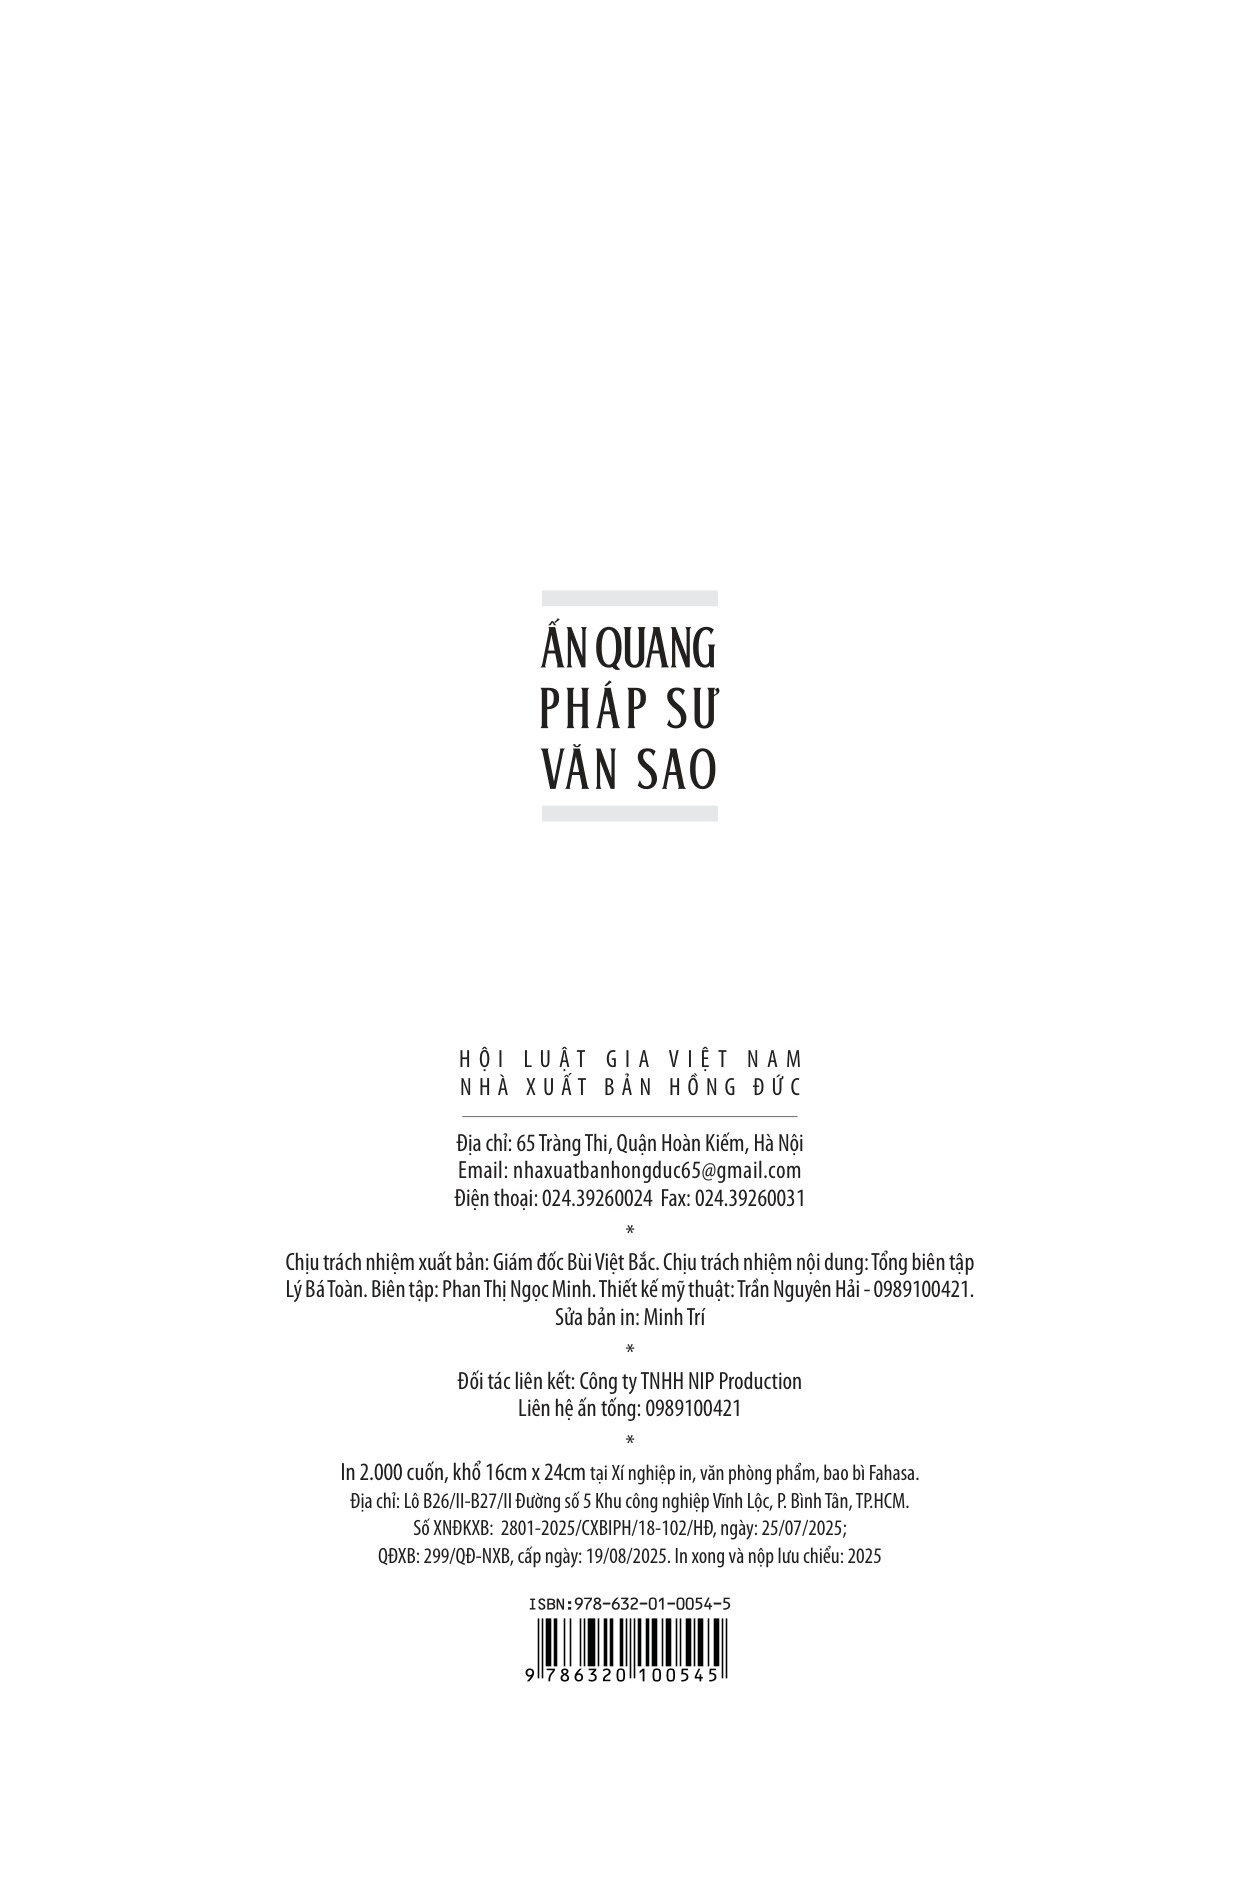 ẤN QUANG
PHÁP SƯ
VĂN SAO
HỘI LUẬT GIA VIỆT NAM
NHÀ XUẤT BẢN HỒNG ĐỨC
Địa chỉ: 65 Tràng Thi, Quận Hoàn Kiếm, Hà Nội
Email: nhaxuatbanhongduc65@gmail.com
Điện thoại: 024.39260024 Fax: 024.39260031
*
Chịu trách nhiệm xuất bản: Giám đốc Bùi Việt Bắc. Chịu trách nhiệm nội dung: Tổng biên tập
Lý Bá Toàn. Biên tập: Phan Thị Ngọc Minh. Thiết kế mỹ thuật: Trần Nguyên Hải - 0989100421.
Sửa bản in: Minh Trí
*
Đối tác liên kết: Công ty TNHH NIP Production
Liên hệ ấn tống: 0989100421
*
In 2.000 cuốn, khổ 16cm x 24cm tại Xí nghiệp in, văn phòng phẩm, bao bì Fahasa.
Địa chỉ: Lô B26/II-B27/II Đường số 5 Khu công nghiệp Vĩnh Lộc, P. Bình Tân, TP.HCM.
Số XNĐKXB: 2801-2025/CXBIPH/18-102/HĐ, ngày: 25/07/2025;
QĐXB: 299/QĐ-NXB, cấp ngày: 19/08/2025. In xong và nộp lưu chiểu: 2025
ISBN:978-632-01-0054-5
9 786320 100545